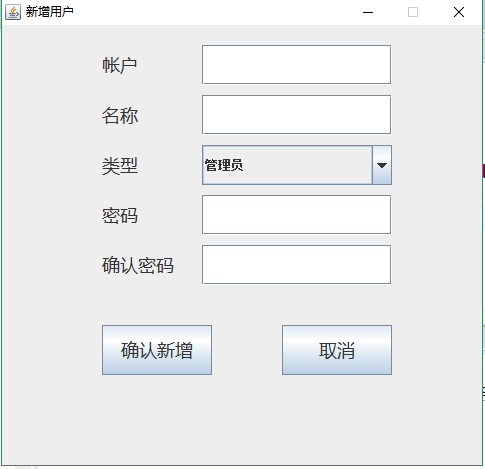 新增用户
帐户
名称
类型 管理员
密码
确认密码
确认新增 取消